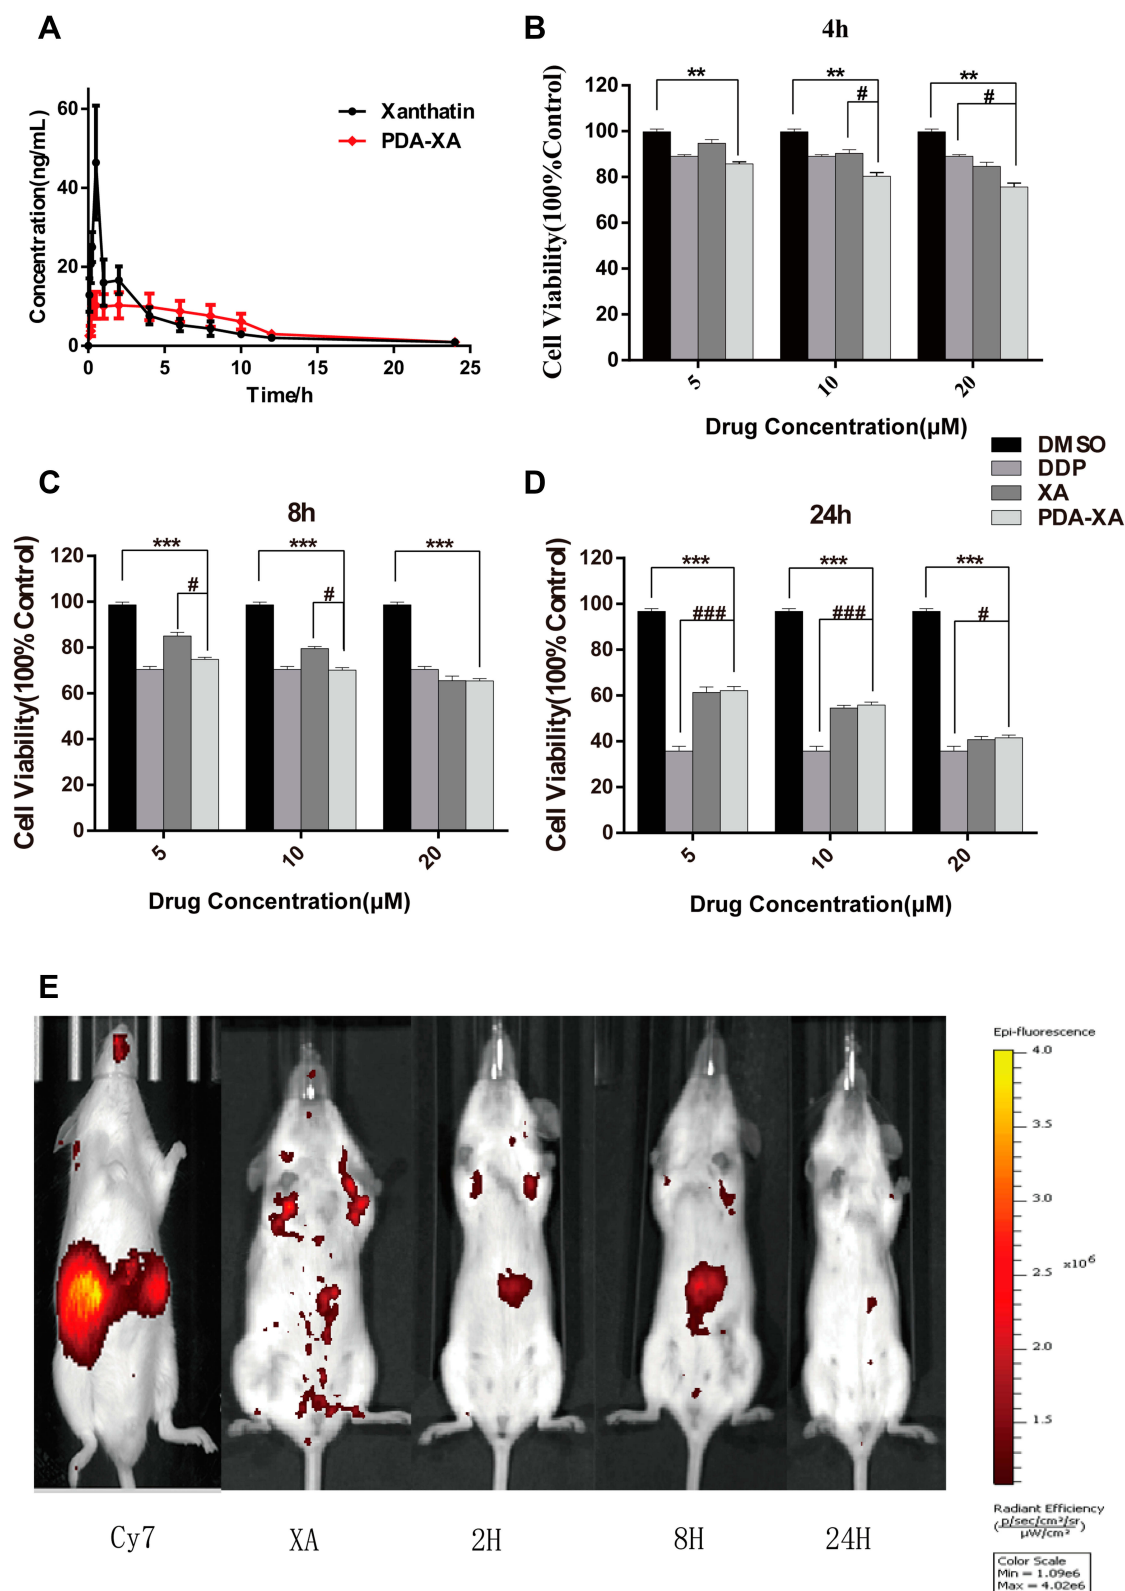 A
Concentration(ng/mL)
60
40
20
0
0 5 10 15 20 25
Time/h
Xanthatin
PDA-XA
B
4h
Cell Viability(100%Control)
120
100
80
60
40
20
0
** ** **
# #
5 10 20
Drug Concentration(µM)
DMSO
DDP
XA
PDA-XA
C
8h
Cell Viability(100%Control)
120
100
80
60
40
20
0
*** *** ***
# #
5 10 20
Drug Concentration(µM)
D
24h
Cell Viability(100%Control)
120
100
80
60
40
20
0
*** *** ***
### ### #
5 10 20
Drug Concentration(µM)
E
Cy7 XA 2H 8H 24H
Epi-fluorescence
4.0
3.5
3.0
2.5
x10⁶
2.0
1.5
Radiant Efficiency
(p/sec/cm²/sr
µW/cm²)
Color Scale
Min = 1.09e6
Max = 4.02e6